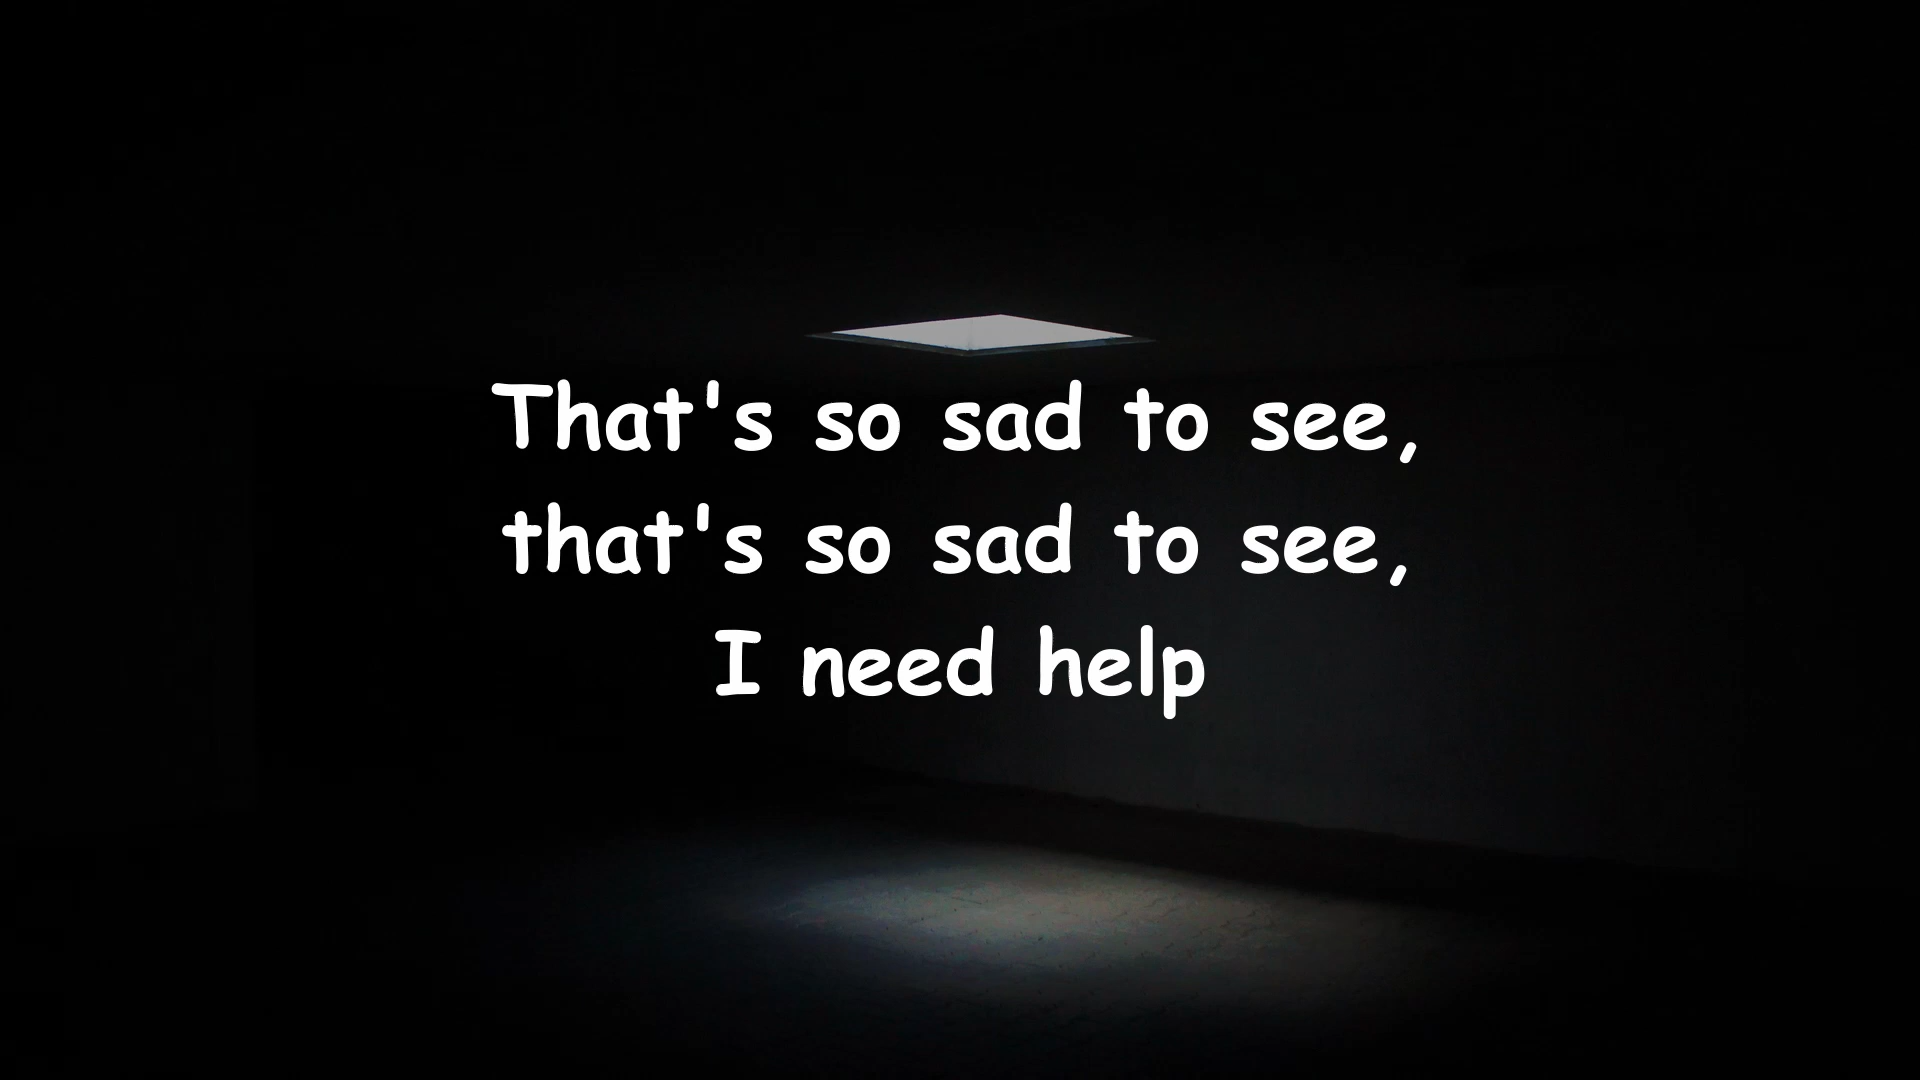 That's so sad to see,
that's so sad to see,
I need help